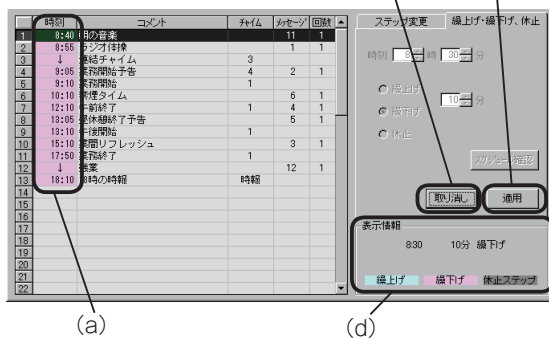 時刻 コメント チャイム メッセージ 回数
1 8:40 朝の音楽 11 1
2 8:55 ラジオ体操 1 1
3 ↓ 連結チャイム 3
4 9:05 業務開始予告 4 2 1
5 9:10 業務開始 1
6 10:10 禁煙タイム 6 1
7 12:10 午前終了 1 4 1
8 13:05 昼休憩終了予告 5 1
9 13:10 午後開始 1
10 15:10 業間リフレッシュ 3 1
11 17:50 業務終了 1
12 ↓ 残業 12 1
13 18:10 18時の時報 時報
14
15
16
17
18
19
20
21
22
ステップ変更 繰上げ・繰下げ、休止
時刻 8 時 30 分
繰上げ
10 分
繰下げ
休止
スケジュール確認
取り消し 適用
表示情報
8:30 10分 繰下げ
繰上げ 繰下げ 休止ステップ
(a) (d)